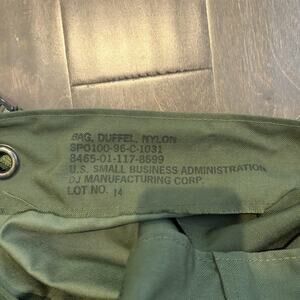 BAG, DUFFEL, NYLON
SPO100-96-C-1031
8465-01-117-8699
U.S. SMALL BUSINESS ADMINISTRATION
DJ MANUFACTURING CORP.
LOT NO. 14